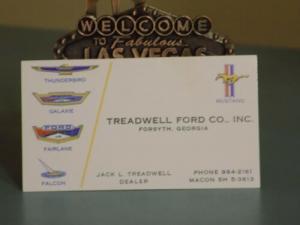 WELCOME
TO Fabulous
LAS VEGAS
THUNDERBIRD
GALAXIE
FORD
FAIRLANE
FALCON
MUSTANG
TREADWELL FORD CO., INC.
FORSYTH, GEORGIA
JACK L. TREADWELL
DEALER
PHONE 994-2161
MACON SH 5-3813